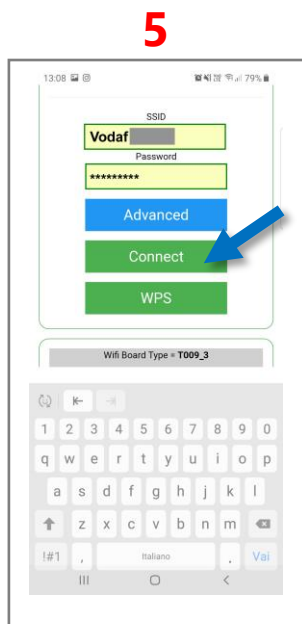 5
13:08 79%
SSID
Vodaf
Password
*********
Advanced
Connect
WPS
Wifi Board Type = T009_3
1 2 3 4 5 6 7 8 9 0
q w e r t y u i o p
a s d f g h j k l
z x c v b n m
!#1 , Italiano . Vai